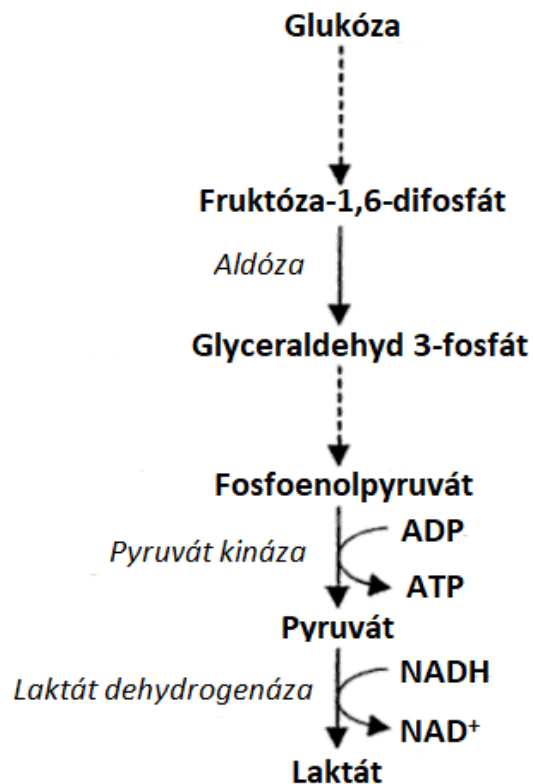 Glukóza
Fruktóza-1,6-difosfát
Aldóza
Glyceraldehyd 3-fosfát
Fosfoenolpyruvát
ADP
Pyruvát kináza
ATP
Pyruvát
NADH
Laktát dehydrogenáza
NAD⁺
Laktát